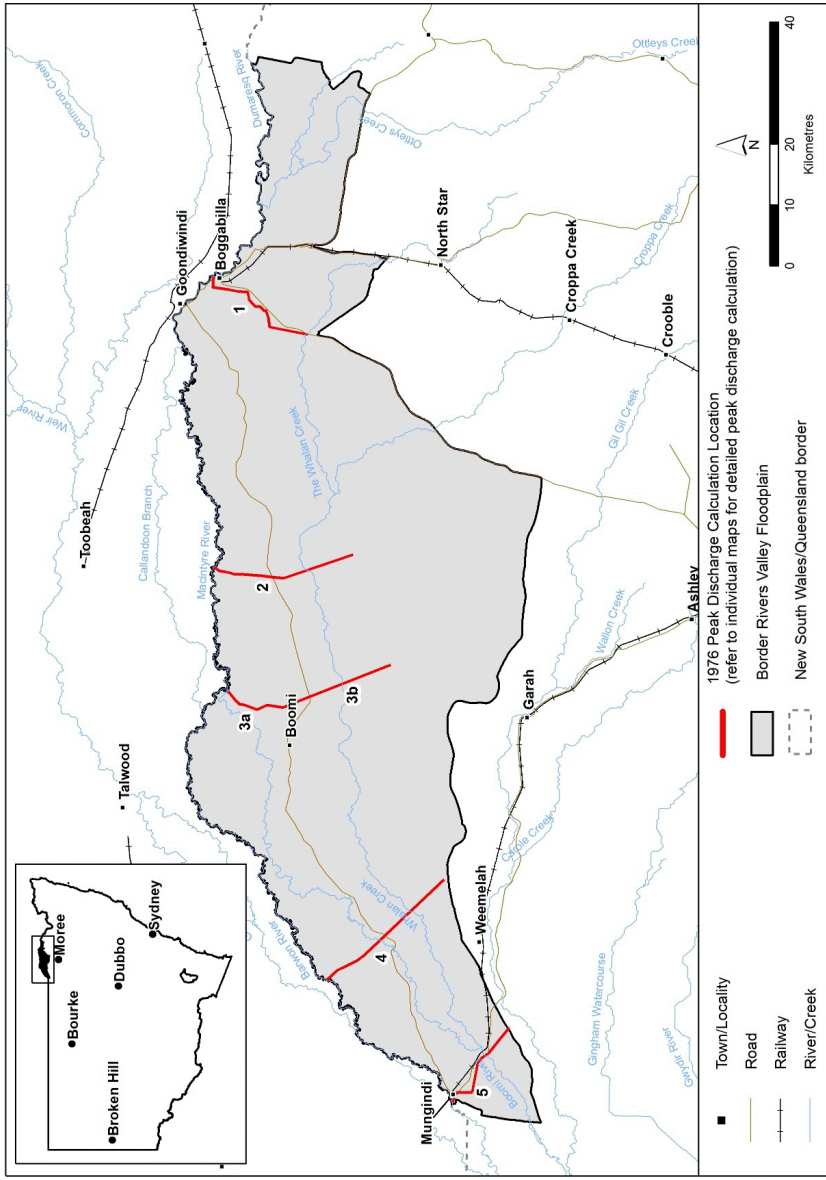 Commoron Creek
Dumaresq River
Ottleys Creek
Ottleys Creek
Goondiwindi
Boggabilla
Weir River
Toobeah
Callandoon Branch
Macintyre River
Talwood
The Whalan Creek
North Star
Croppa Creek
Croppa Creek
Crooble
Gil Gil Creek
1
2
3a
3b
Boomi
Barwon River
Whalan Creek
4
5
Boomi River
Mungindi
Weemelah
Garah
Ashley
Wallon Creek
Carole Creek
Gingham Watercourse
Gwydir River
Bourke
Moree
Broken Hill
Dubbo
Sydney
Town/Locality
Road
Railway
River/Creek
1976 Peak Discharge Calculation Location
(refer to individual maps for detailed peak discharge calculation)
Border Rivers Valley Floodplain
New South Wales/Queensland border
N
0 10 20 40
Kilometres